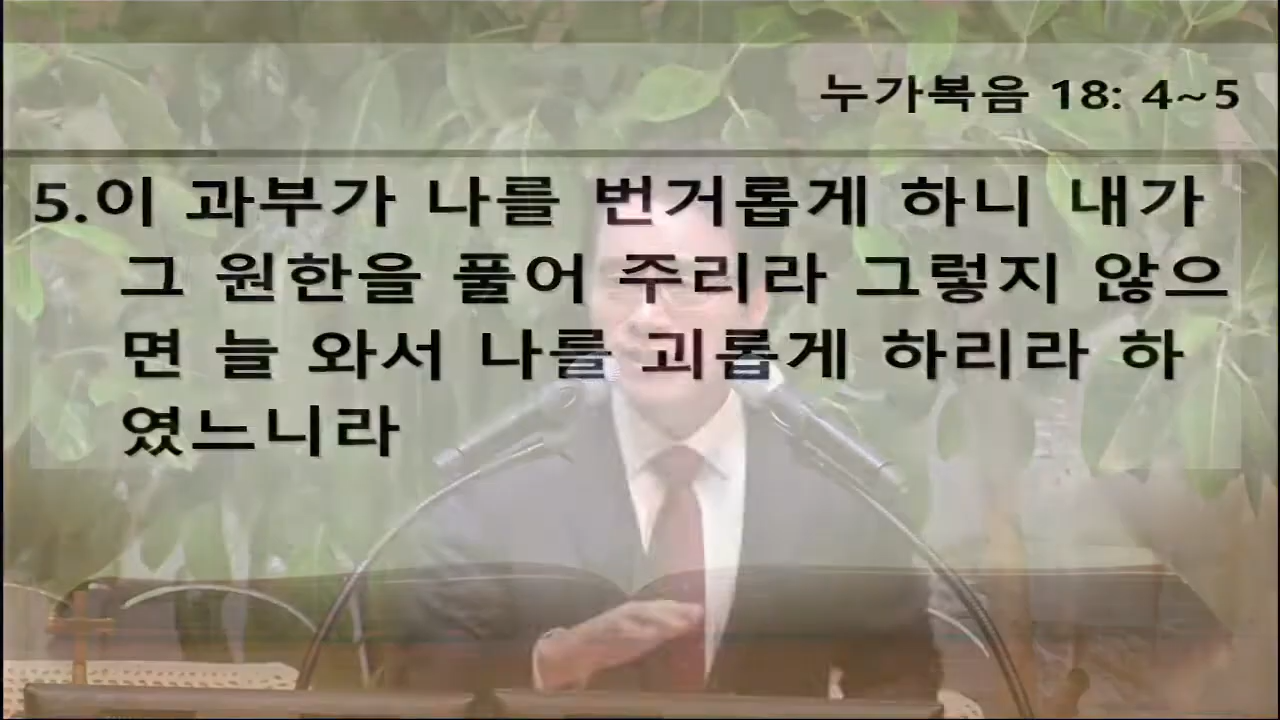 누가복음 18: 4~5
5.이 과부가 나를 번거롭게 하니 내가
그 원한을 풀어 주리라 그렇지 않으
면 늘 와서 나를 괴롭게 하리라 하
였느니라